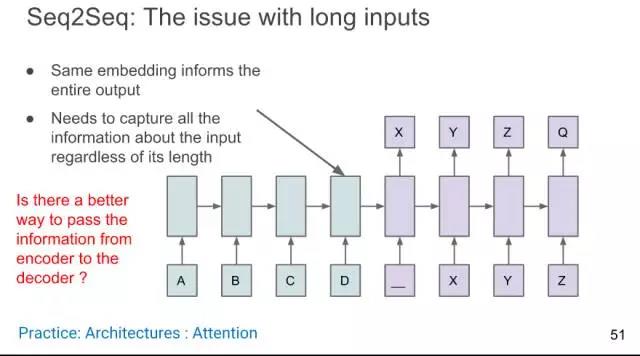 Seq2Seq: The issue with long inputs
● Same embedding informs the
entire output
● Needs to capture all the
information about the input
regardless of its length
Is there a better
way to pass the
information from
encoder to the
decoder ?
X Y Z Q
A B C D __ X Y Z
Practice: Architectures : Attention
51